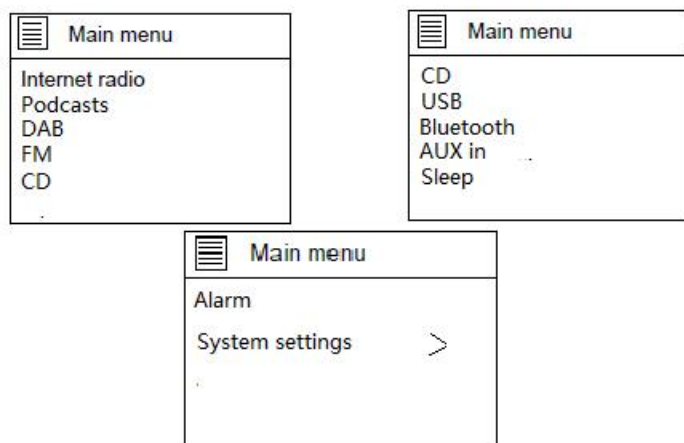 Main menu
Internet radio
Podcasts
DAB
FM
CD
Main menu
CD
USB
Bluetooth
AUX in
Sleep
Main menu
Alarm
System settings >